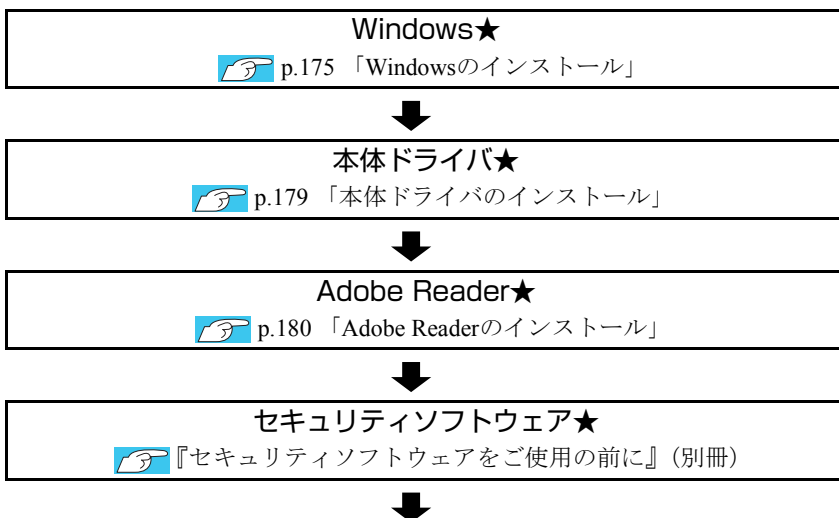 Windows★
p.175 「Windowsのインストール」
本体ドライバ★
p.179 「本体ドライバのインストール」
Adobe Reader★
p.180 「Adobe Readerのインストール」
セキュリティソフトウェア★
『セキュリティソフトウェアをご使用の前に』（別冊）